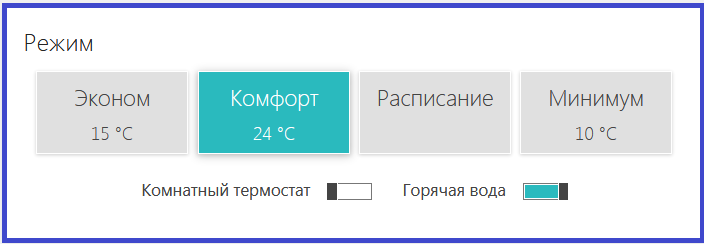 Режим
Эконом Комфорт Расписание Минимум
15 °C 24 °C 10 °C
Комнатный термостат Горячая вода